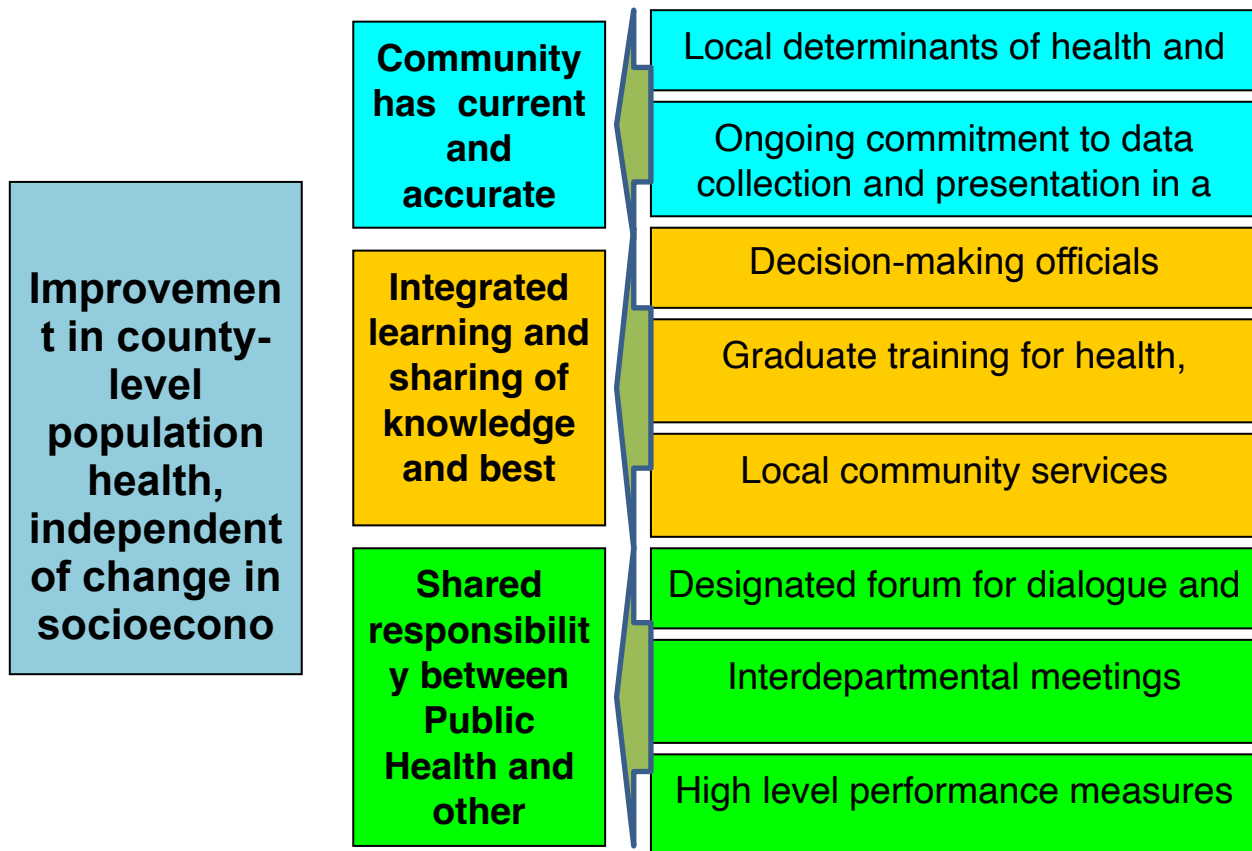 Improvemen
t in county-
level
population
health,
independent
of change in
socioecono
Community
has current
and
accurate
Local determinants of health and
Ongoing commitment to data
collection and presentation in a
Integrated
learning and
sharing of
knowledge
and best
Decision-making officials
Graduate training for health,
Local community services
Shared
responsibilit
y between
Public
Health and
other
Designated forum for dialogue and
Interdepartmental meetings
High level performance measures